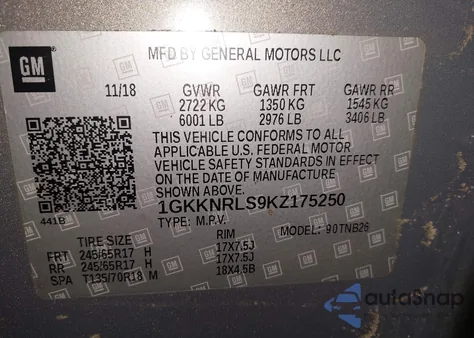 GM
MFD BY GENERAL MOTORS LLC
11/18 GVWR GAWR FRT GAWR RR
2722 KG 1350 KG 1545 KG
6001 LB 2976 LB 3406 LB
THIS VEHICLE CONFORMS TO ALL
APPLICABLE U.S. FEDERAL MOTOR
VEHICLE SAFETY STANDARDS IN EFFECT ON
THE DATE OF MANUFACTURE
SHOWN ABOVE.
1GKKNRLS9KZ175250
441B TYPE: M.P.V. MODEL: 90TNB26
TIRE SIZE RIM
FRT 245/65R17 H 17X7.5J
RR 245/65R17 H 17X7.5J
SPA T135/70R18 M 18X4.5B
autoSnap